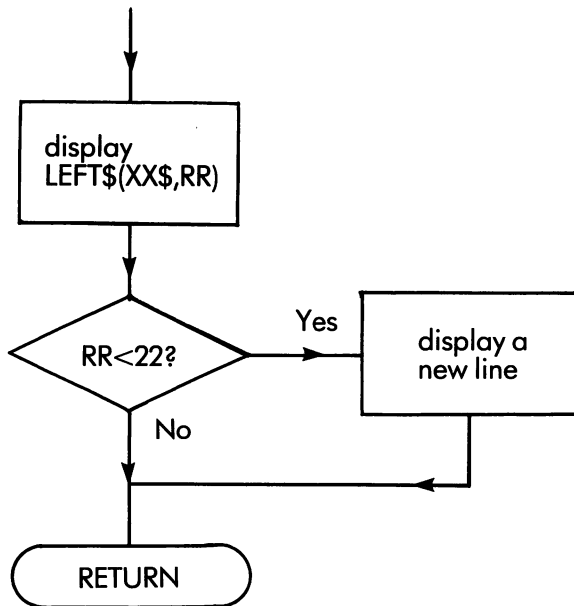 display
LEFT$(XX$,RR)
RR<22?
Yes
display a
new line
No
RETURN